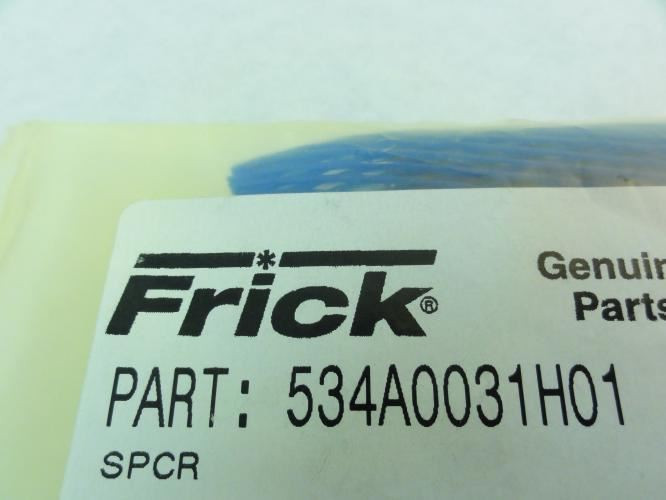 Frick®
Genuin
Parts
PART: 534A0031H01
SPCR